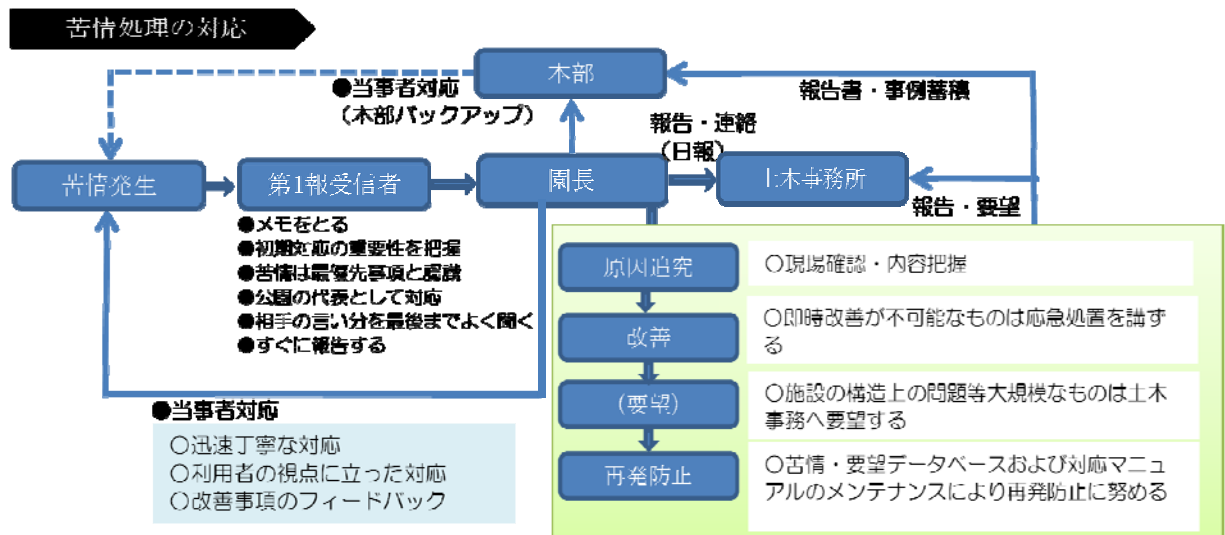 苦情処理の対応
本部
●当事者対応
(本部バックアップ)
報告書・事例蓄積
報告・連絡
(日報)
苦情発生
第1報受信者
園長
土木事務所
報告・要望
●メモをとる
●初期対応の重要性を把握
●苦情は最優先事項と認識
●公園の代表として対応
●相手の言い分を最後までよく聞く
●すぐに報告する
原因追究
○現場確認・内容把握
改善
○即時改善が不可能なものは応急処置を講ず
る
(要望)
○施設の構造上の問題等大規模なものは土木
事務へ要望する
再発防止
○苦情・要望データベースおよび対応マニュ
アルのメンテナンスにより再発防止に努める
●当事者対応
○迅速丁寧な対応
○利用者の視点に立った対応
○改善事項のフィードバック